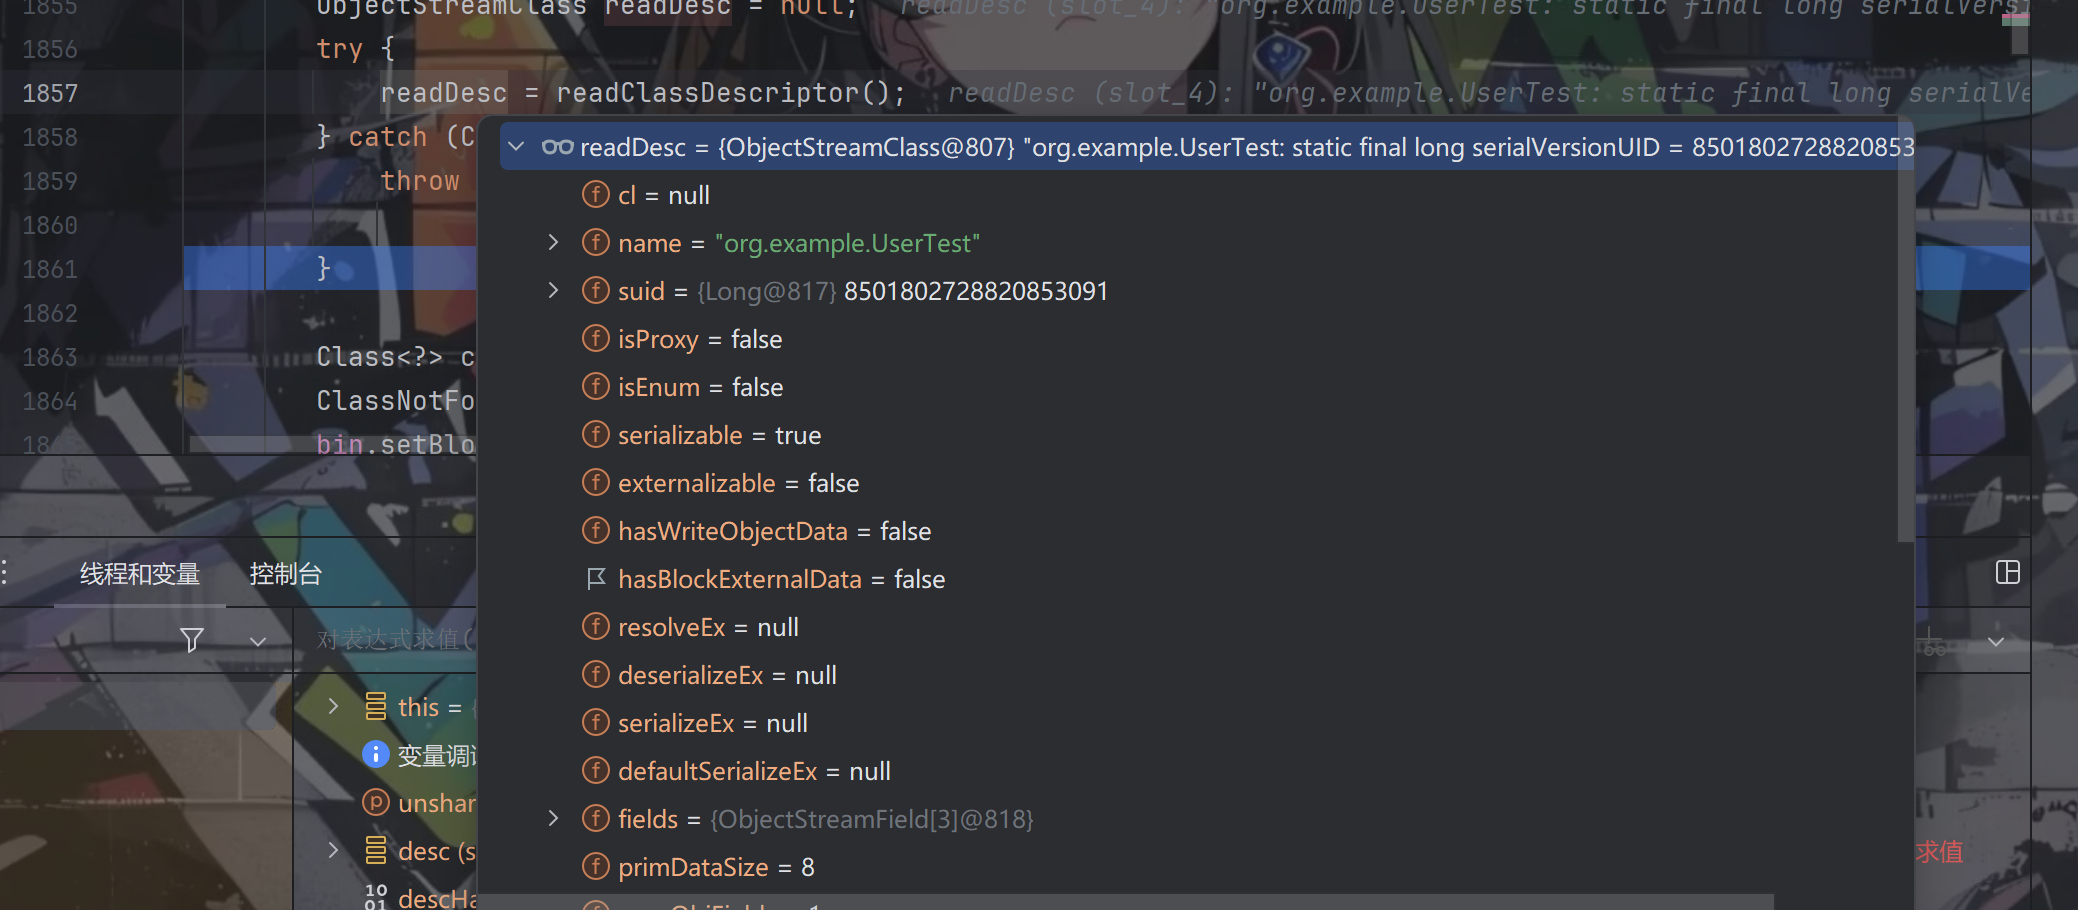 1855 ObjectStreamClass readDesc = null; readDesc (slot_4): "org.example.UserTest: static final long serialVersi
1856 try {
1857 readDesc = readClassDescriptor(); readDesc (slot_4): "org.example.UserTest: static final long serialVe
1858 } catch (C
1859 throw
1860
1861 }
1862
1863 Class<?> c
1864 ClassNotFo
bin.setBlo
readDesc = {ObjectStreamClass@807} "org.example.UserTest: static final long serialVersionUID = 8501802728820853
cl = null
name = "org.example.UserTest"
suid = {Long@817} 8501802728820853091
isProxy = false
isEnum = false
serializable = true
externalizable = false
hasWriteObjectData = false
hasBlockExternalData = false
resolveEx = null
deserializeEx = null
serializeEx = null
defaultSerializeEx = null
fields = {ObjectStreamField[3]@818}
primDataSize = 8
线程和变量 控制台
对表达式求值(
this = {
变量调试
unshar
desc (s
求值
descHa